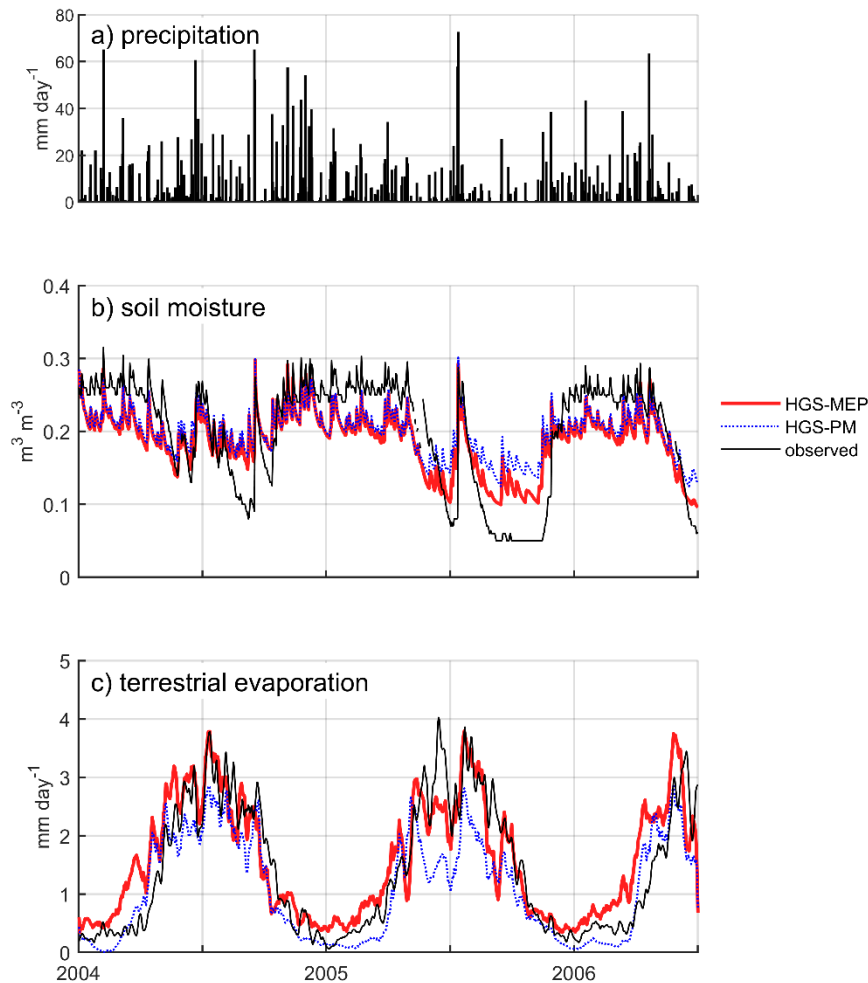 a) precipitation
80
60
40
20
0
mm day⁻¹
b) soil moisture
0.4
0.3
0.2
0.1
0
m³ m⁻³
HGS-MEP
HGS-PM
observed
c) terrestrial evaporation
5
4
3
2
1
0
mm day⁻¹
2004 2005 2006